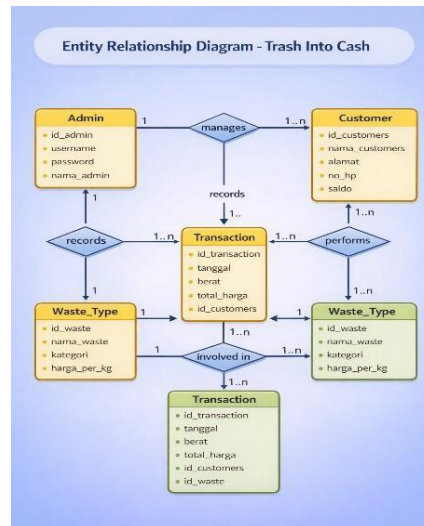 Entity Relationship Diagram - Trash Into Cash
Admin
id_admin
username
password
nama_admin
1
manages
1..n
Customer
id_customers
nama_customers
alamat
no_hp
saldo
records
1..
1
records
1..n
1
Transaction
id_transaction
tanggal
berat
total_harga
id_customers
1..n
performs
1..n
1..n
Waste_Type
id_waste
nama_waste
kategori
harga_per_kg
1
1
1..n
involved in
1..n
1..n
1
Waste_Type
id_waste
nama_waste
kategori
harga_per_kg
Transaction
id_transaction
tanggal
berat
total_harga
id_customers
id_waste